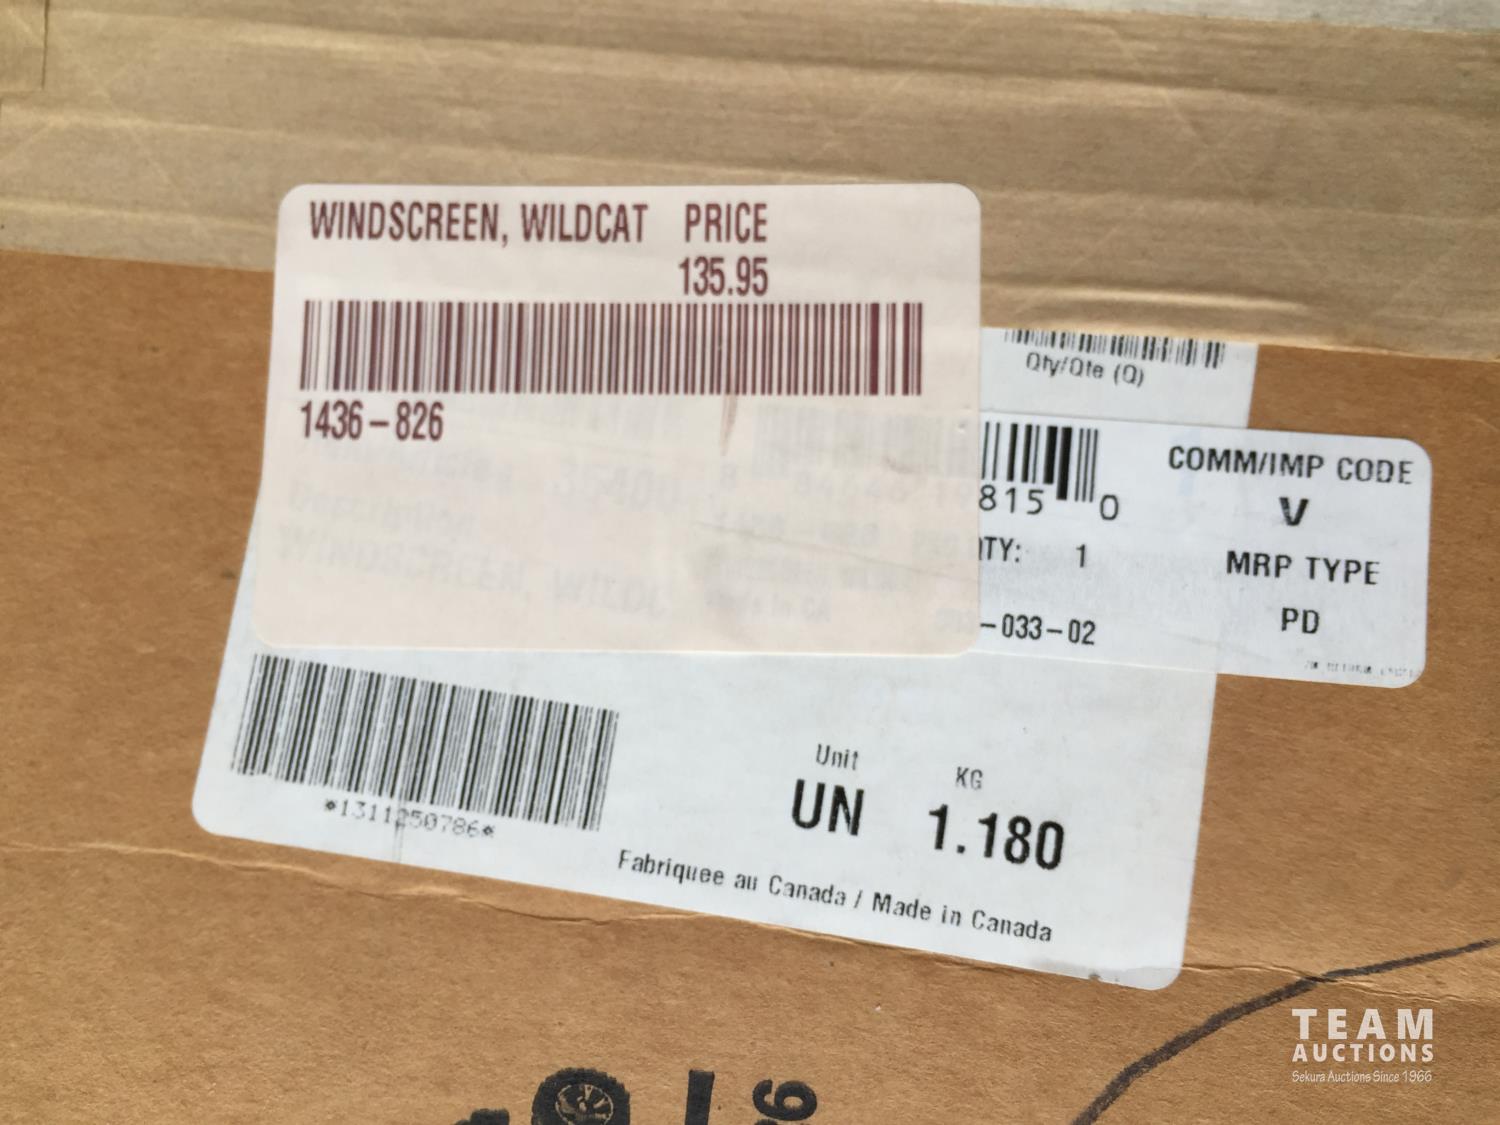 WINDSCREEN, WILDCAT PRICE
135.95
1436-826
Qty/Qte (Q)
815 0
COMM/IMP CODE
V
QTY: 1
MRP TYPE
-033-02
PD
WINDSCREEN, WILDC
*1311250786*
Unit KG
UN 1.180
Fabriquee au Canada / Made in Canada
TEAM
AUCTIONS
Sekura Auctions Since 1966